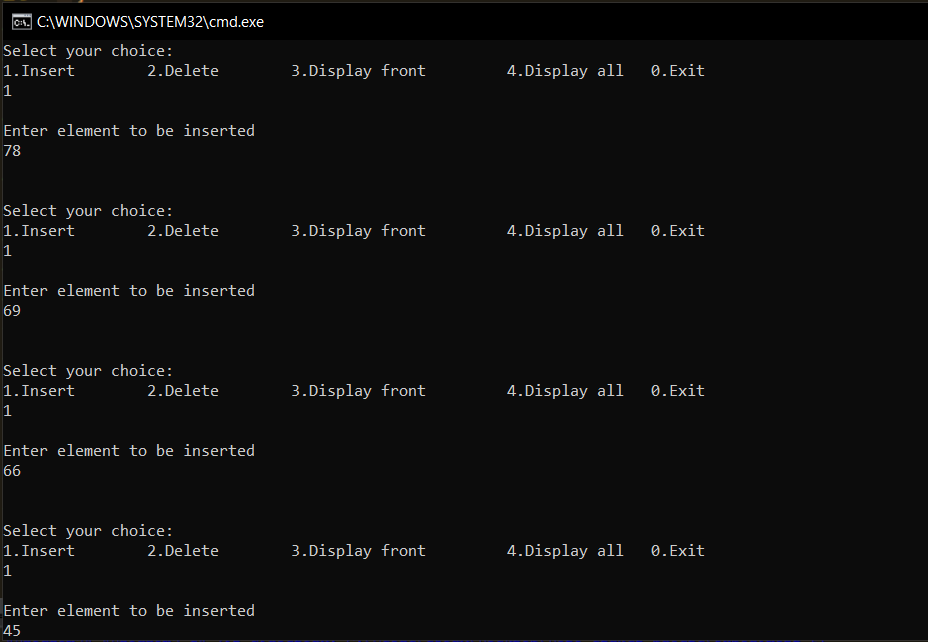 C:\WINDOWS\SYSTEM32\cmd.exe
Select your choice:
1.Insert 2.Delete 3.Display front 4.Display all 0.Exit
1
Enter element to be inserted
78
Select your choice:
1.Insert 2.Delete 3.Display front 4.Display all 0.Exit
1
Enter element to be inserted
69
Select your choice:
1.Insert 2.Delete 3.Display front 4.Display all 0.Exit
1
Enter element to be inserted
66
Select your choice:
1.Insert 2.Delete 3.Display front 4.Display all 0.Exit
1
Enter element to be inserted
45